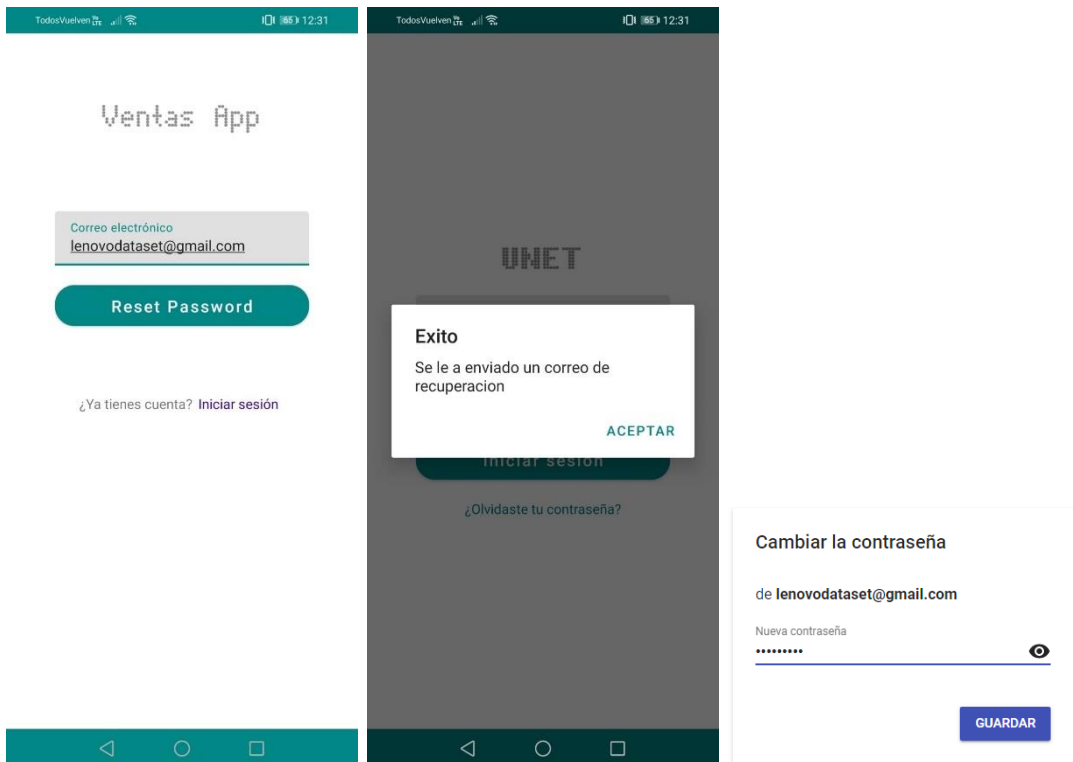 TodosVuelven LTE 65 12:31
Ventas App
Correo electrónico
lenovodataset@gmail.com
Reset Password
¿Ya tienes cuenta? Iniciar sesión
TodosVuelven LTE 65 12:31
UNET
Exito
Se le a enviado un correo de
recuperacion
ACEPTAR
Iniciar sesión
¿Olvidaste tu contraseña?
Cambiar la contraseña
de lenovodataset@gmail.com
Nueva contraseña
•••••••••
GUARDAR